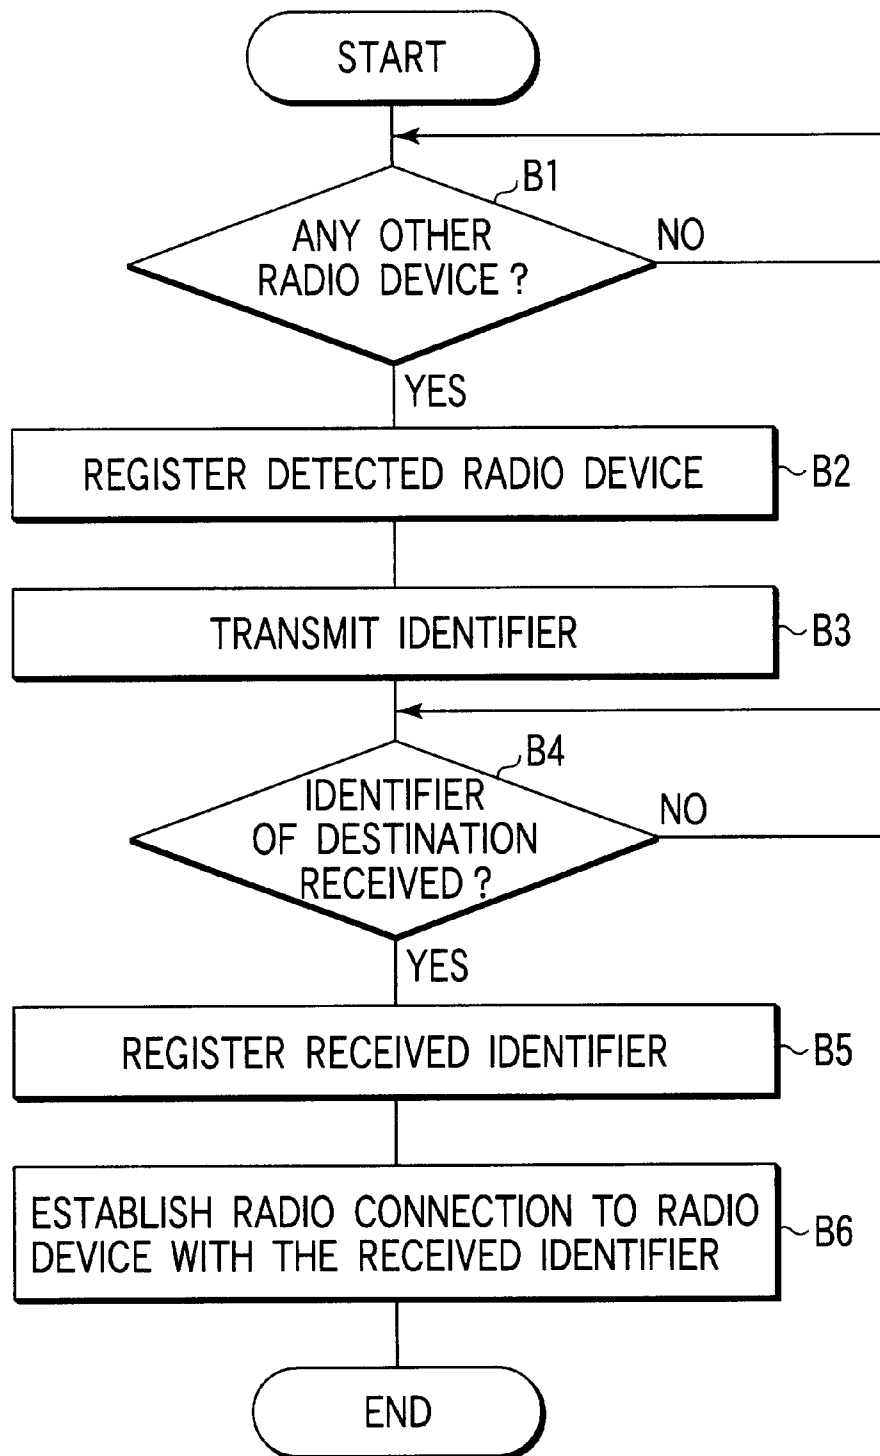 START
B1
ANY OTHER
RADIO DEVICE?
NO
YES
REGISTER DETECTED RADIO DEVICE
B2
TRANSMIT IDENTIFIER
B3
B4
IDENTIFIER
OF DESTINATION
RECEIVED?
NO
YES
REGISTER RECEIVED IDENTIFIER
B5
ESTABLISH RADIO CONNECTION TO RADIO
DEVICE WITH THE RECEIVED IDENTIFIER
B6
END